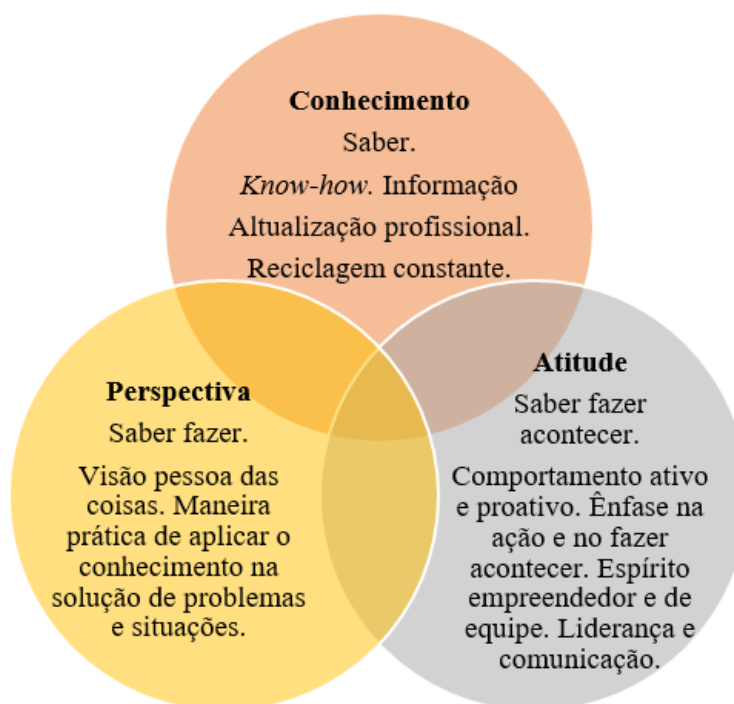 Conhecimento
Saber.
Know-how. Informação
Altualização profissional.
Reciclagem constante.
Perspectiva
Saber fazer.
Visão pessoa das
coisas. Maneira
prática de aplicar o
conhecimento na
solução de problemas
e situações.
Atitude
Saber fazer
acontecer.
Comportamento ativo
e proativo. Ênfase na
ação e no fazer
acontecer. Espírito
empreendedor e de
equipe. Liderança e
comunicação.